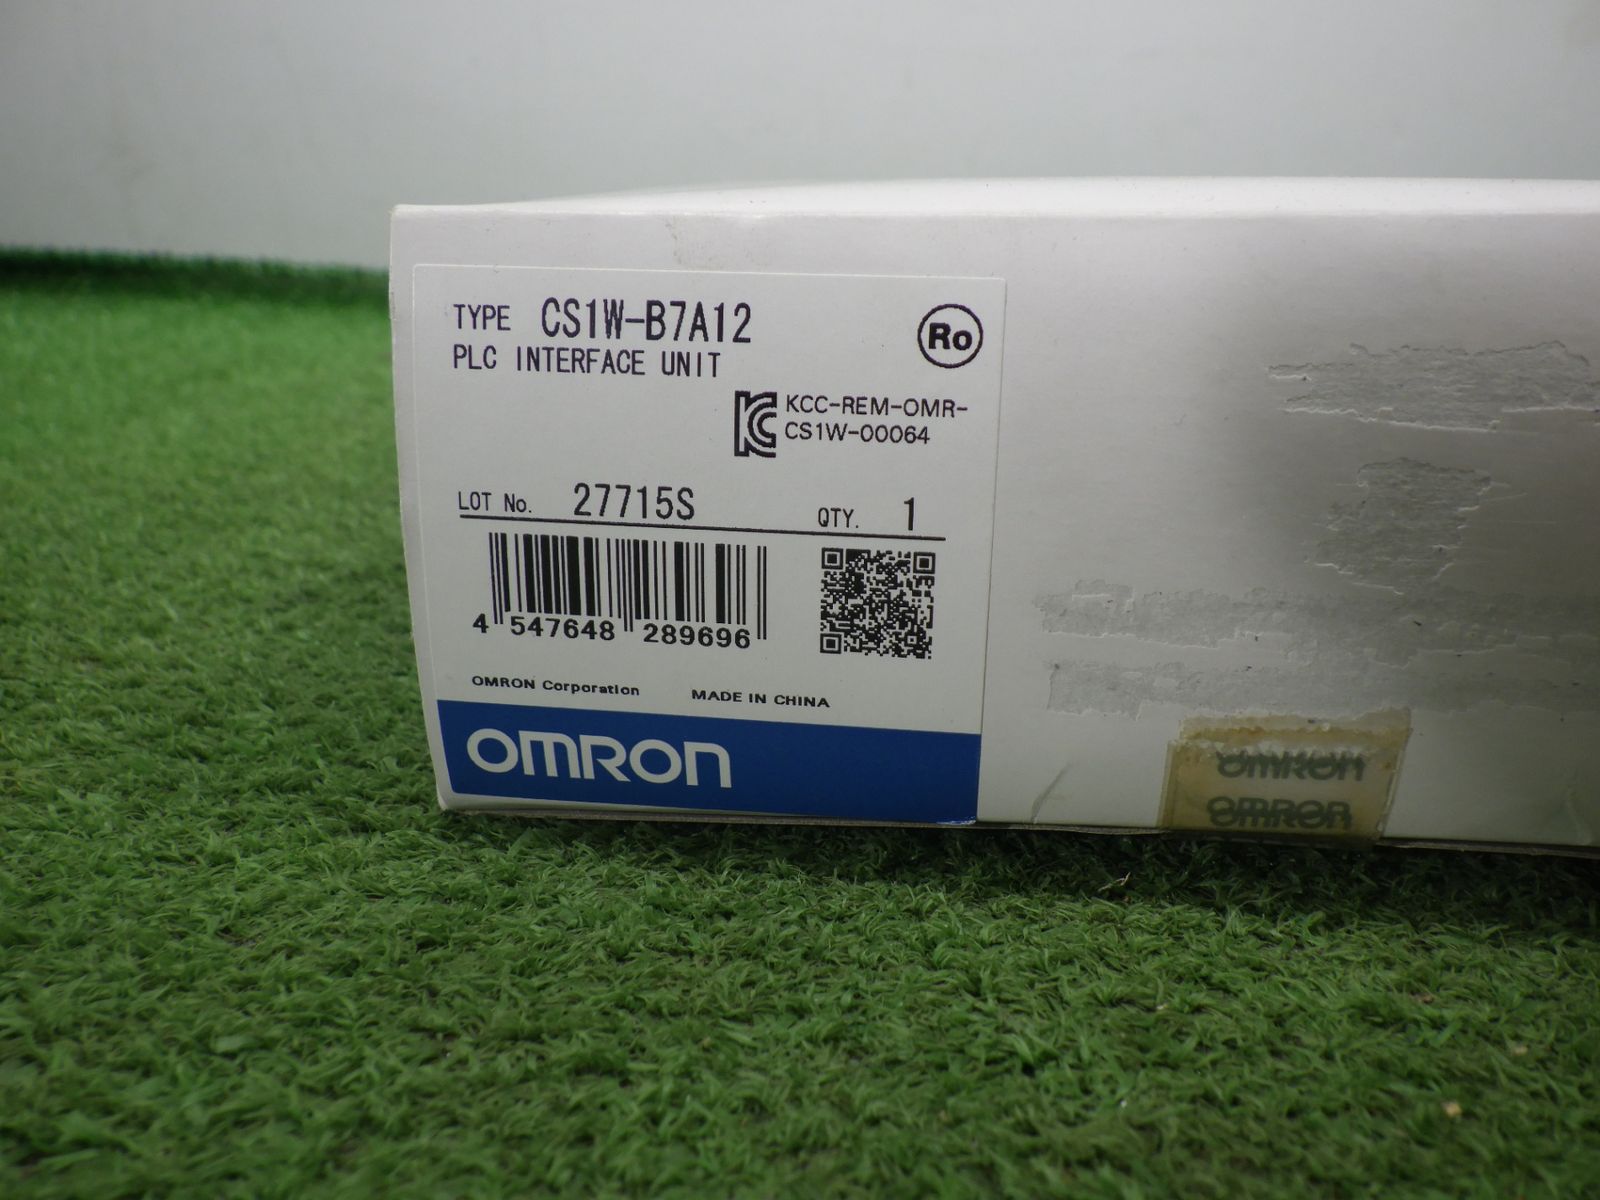 TYPE CS1W-B7A12
PLC INTERFACE UNIT
Ro
KCC-REM-OMR-
CS1W-00064
LOT No. 27715S QTY. 1
4 547648 289696
OMRON Corporation MADE IN CHINA
OMRON
OMRON
OMRON